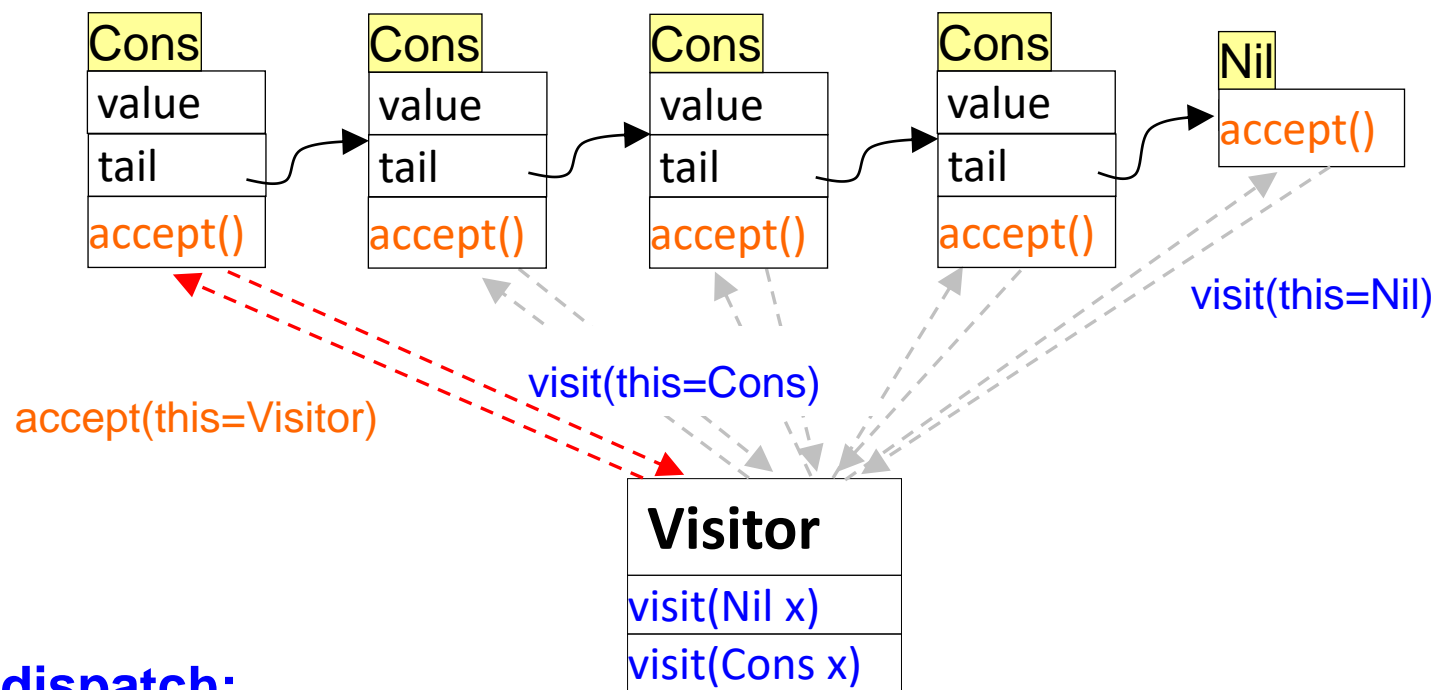 Cons Cons Cons Cons Nil
value value value value accept()
tail tail tail tail
accept() accept() accept() accept()
visit(this=Nil)
visit(this=Cons)
accept(this=Visitor)
Visitor
visit(Nil x)
visit(Cons x)
dispatch: